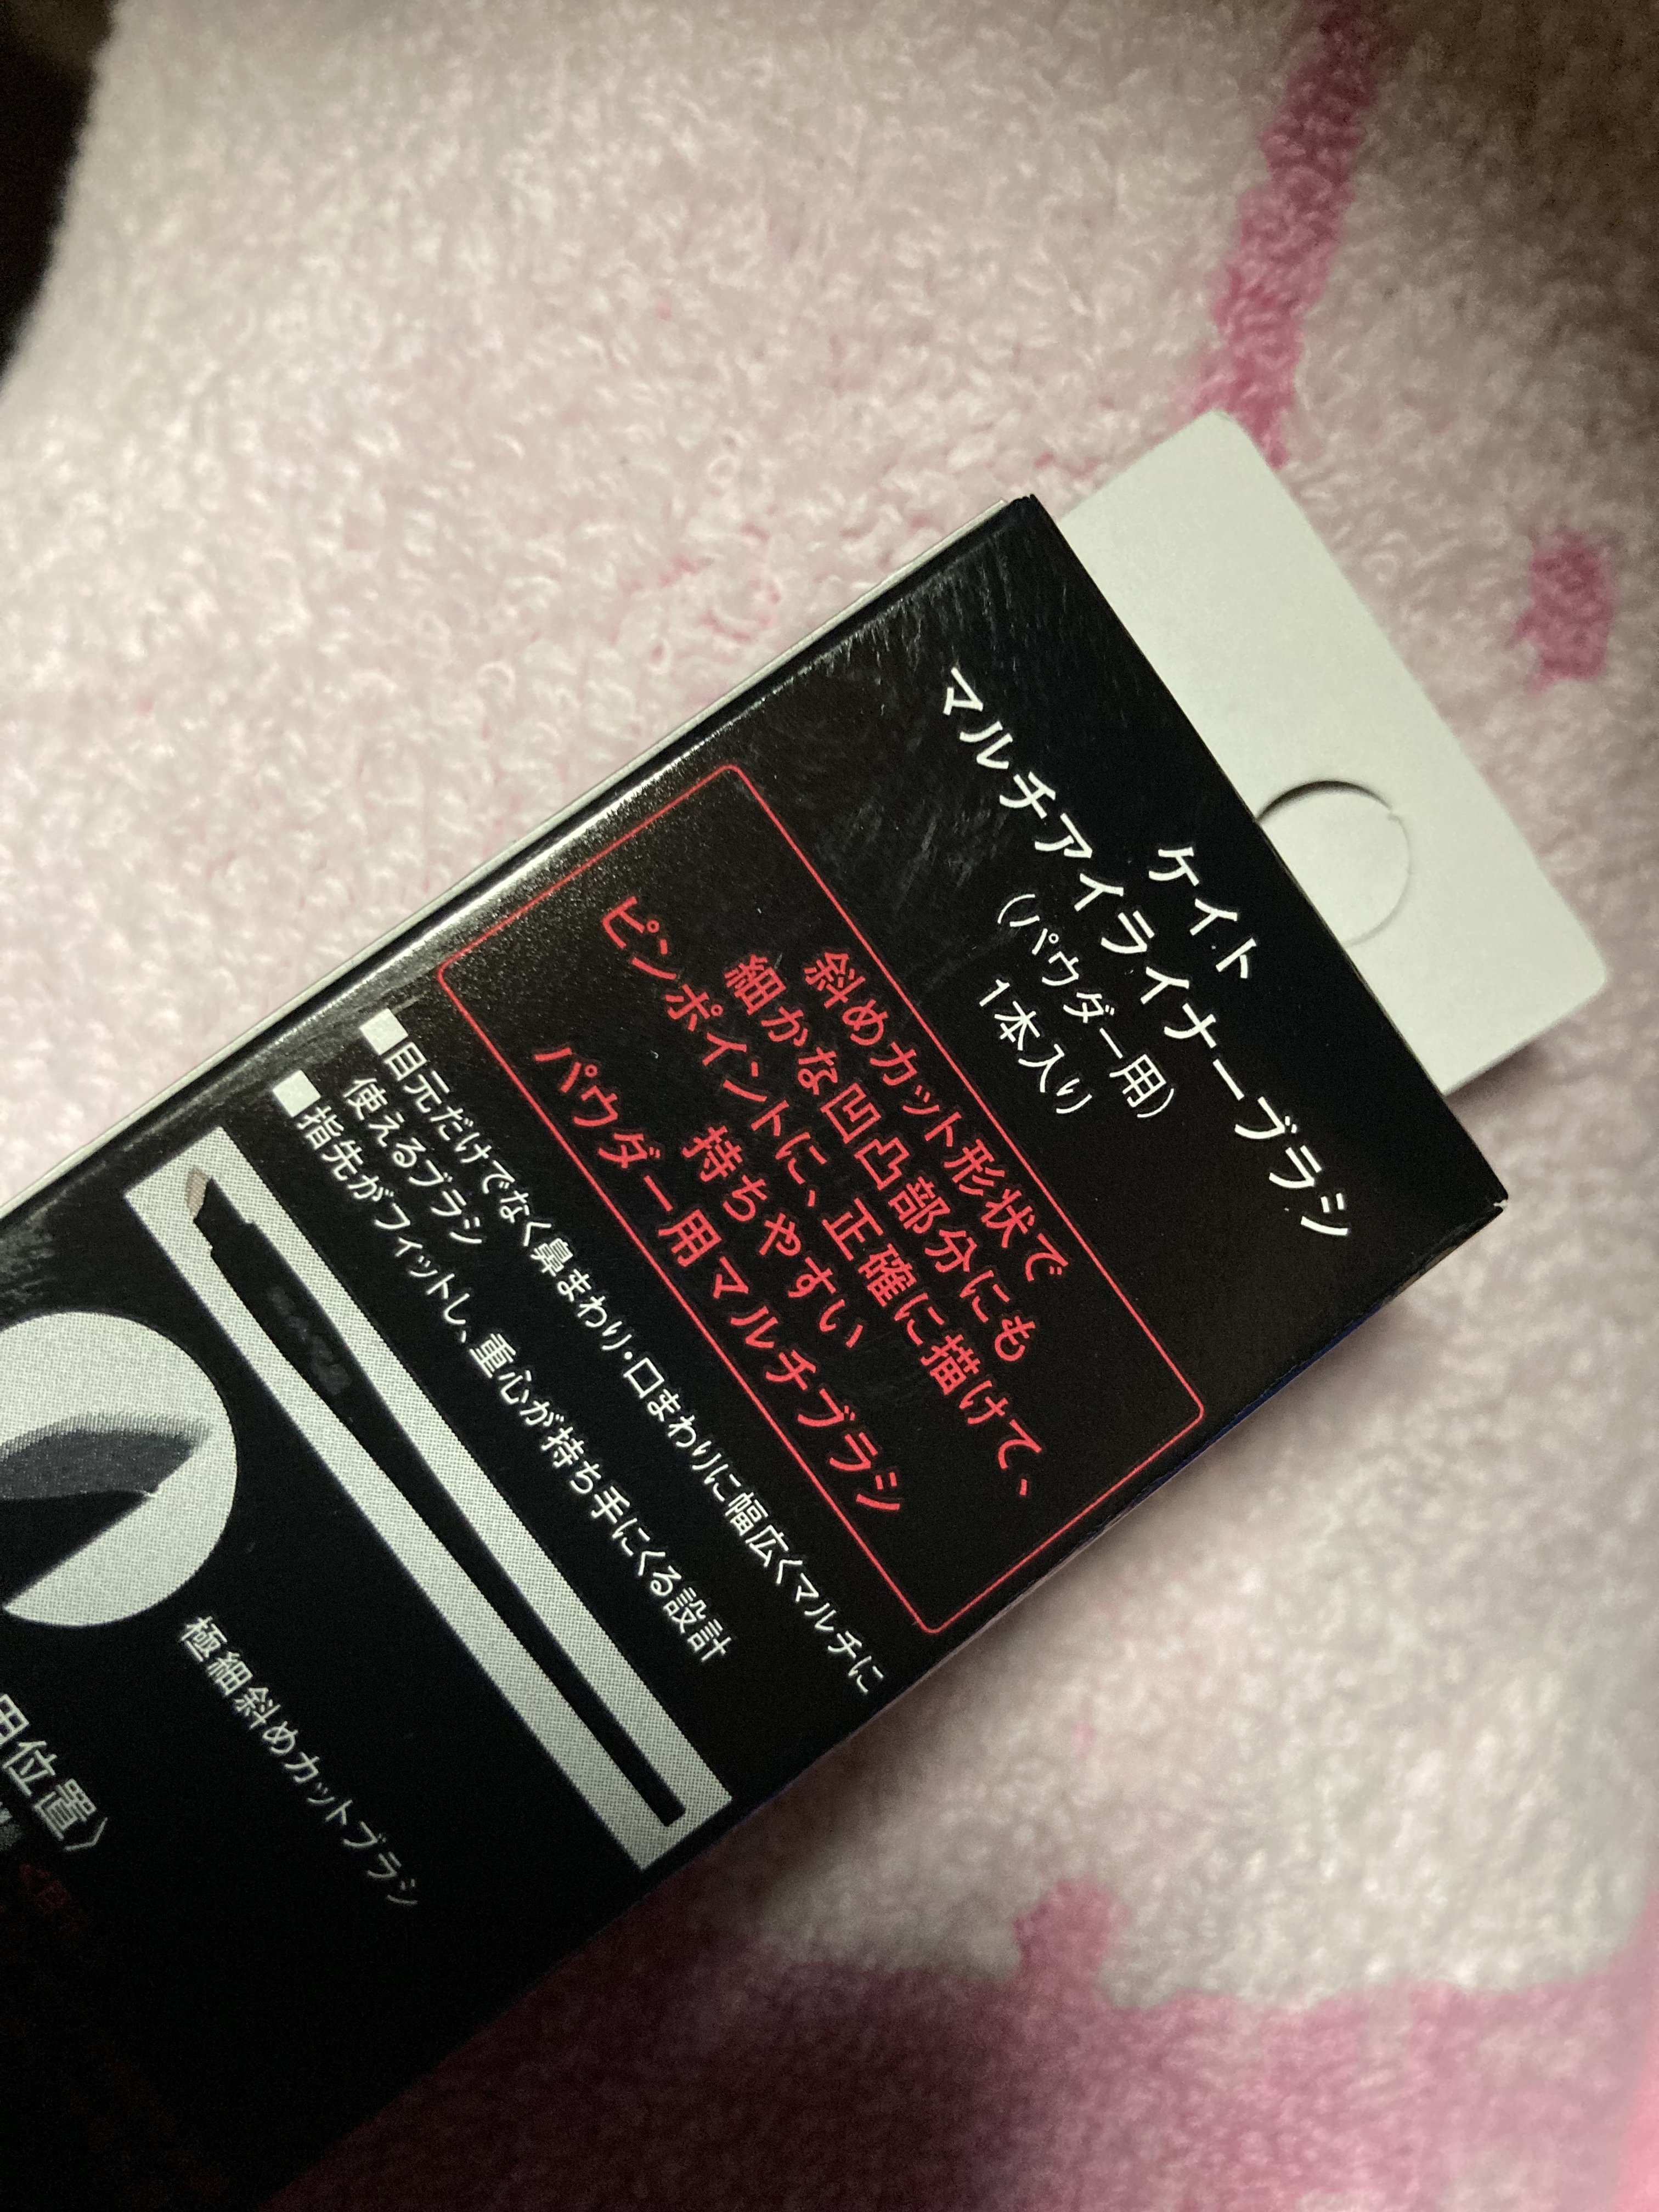 ケイト
マルチアイライナーブラシ
(パウダー用)
1本入り
斜めカット形状で
細かな凹凸部分にも
ピンポイントに、正確に描けて、
持ちやすい
パウダー用マルチブラシ
■目元だけでなく鼻まわり・口まわりに幅広くマルチに
使えるブラシ
■指先がフィットし、重心が持ち手にくる設計
極細斜めカットブラシ
用位置〉